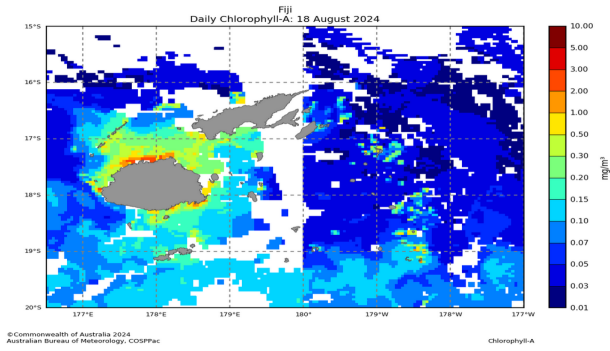 Fiji
Daily Chlorophyll-A: 18 August 2024
15°S
16°S
17°S
18°S
19°S
20°S
177°E
178°E
179°E
180°
179°W
178°W
177°W
10.00
5.00
3.00
2.00
1.00
0.50
0.30
0.20
0.15
0.10
0.07
0.05
0.03
0.01
mg/m³
©Commonwealth of Australia 2024
Australian Bureau of Meteorology, COSPPac
Chlorophyll-A